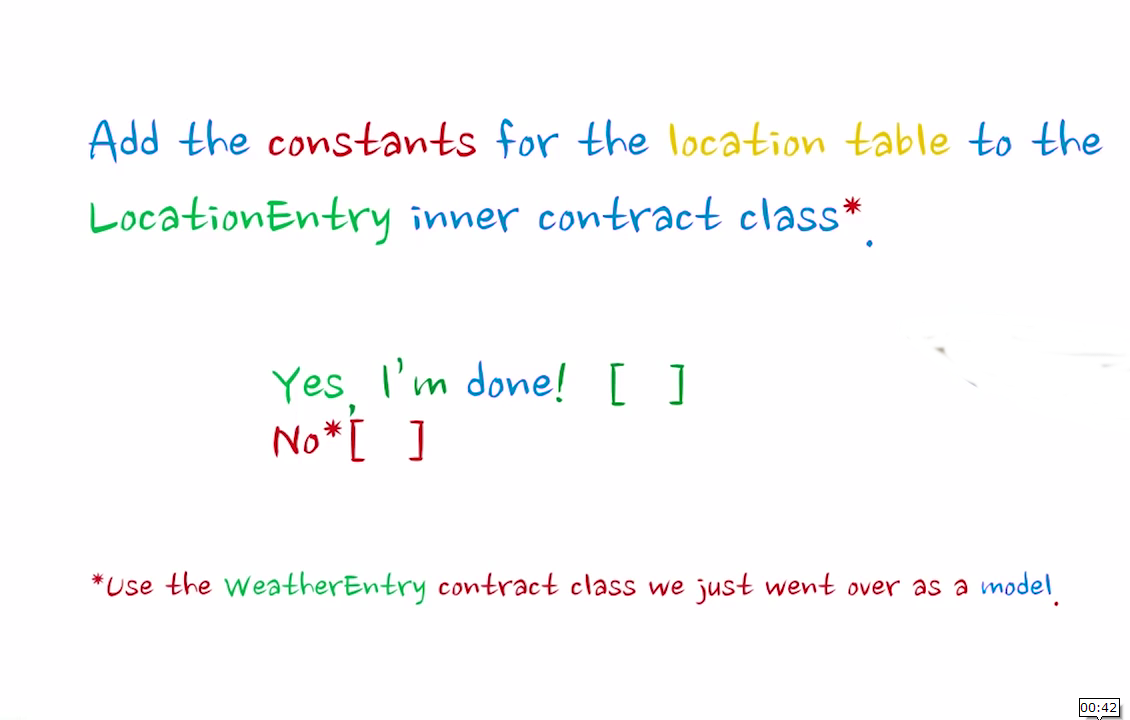 Add the constants for the location table to the
LocationEntry inner contract class*.
Yes, I'm done! [ ]
No*[ ]
*Use the WeatherEntry contract class we just went over as a model.
00:42